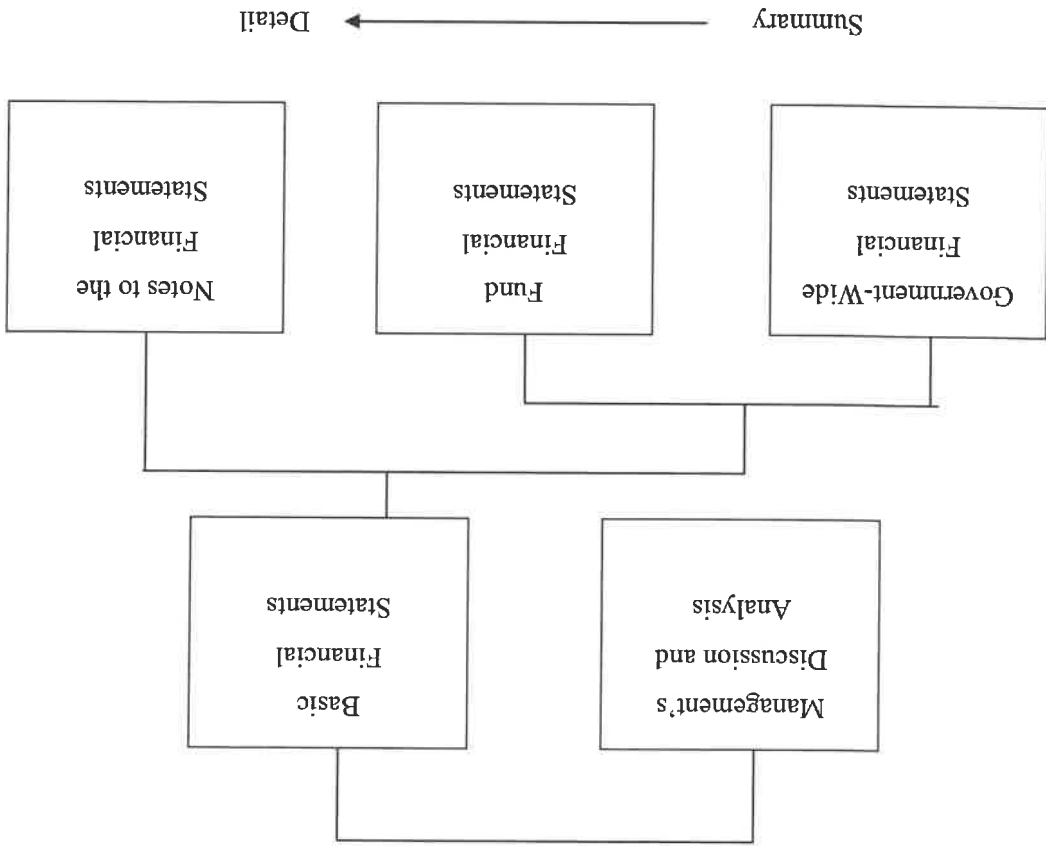 Management's
Discussion and
Analysis
Basic
Financial
Statements
Government-Wide
Financial
Statements
Fund
Financial
Statements
Notes to the
Financial
Statements
Summary
Detail